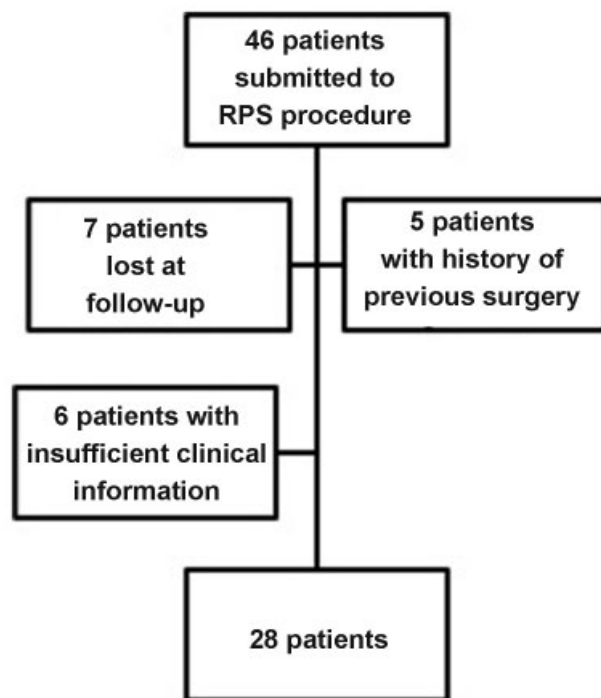 46 patients
submitted to
RPS procedure
7 patients
lost at
follow-up
5 patients
with history of
previous surgery
6 patients with
insufficient clinical
information
28 patients